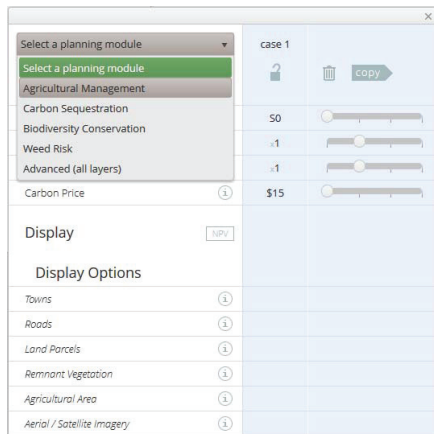 Select a planning module
case 1
Select a planning module
Agricultural Management
copy
Carbon Sequestration
Biodiversity Conservation
S0
Weed Risk
x1
Advanced (all layers)
x1
Carbon Price i $15
Display NPV
Display Options
Towns i
Roads i
Land Parcels i
Remnant Vegetation i
Agricultural Area i
Aerial / Satellite Imagery i